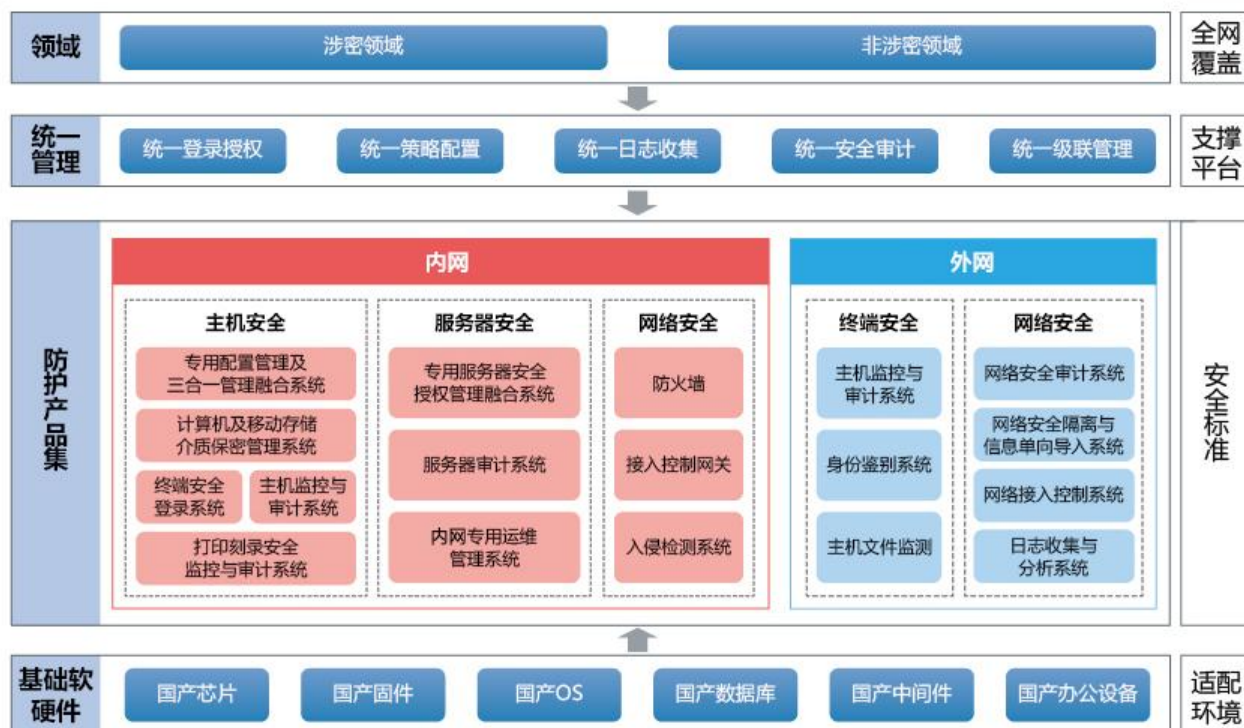 领域
涉密领域
非涉密领域
全网
覆盖
统一
管理
统一登录授权
统一策略配置
统一日志收集
统一安全审计
统一级联管理
支撑
平台
防护产品集
内网
主机安全
专用配置管理及
三合一管理融合系统
计算机及移动存储
介质保密管理系统
终端安全
登录系统
主机监控与
审计系统
打印刻录安全
监控与审计系统
服务器安全
专用服务器安全
授权管理融合系统
服务器审计系统
内网专用运维
管理系统
网络安全
防火墙
接入控制网关
入侵检测系统
外网
终端安全
主机监控与
审计系统
身份鉴别系统
主机文件监测
网络安全
网络安全审计系统
网络安全隔离与
信息单向导入系统
网络接入控制系统
日志收集与
分析系统
安全标准
基础软
硬件
国产芯片
国产固件
国产OS
国产数据库
国产中间件
国产办公设备
适配
环境